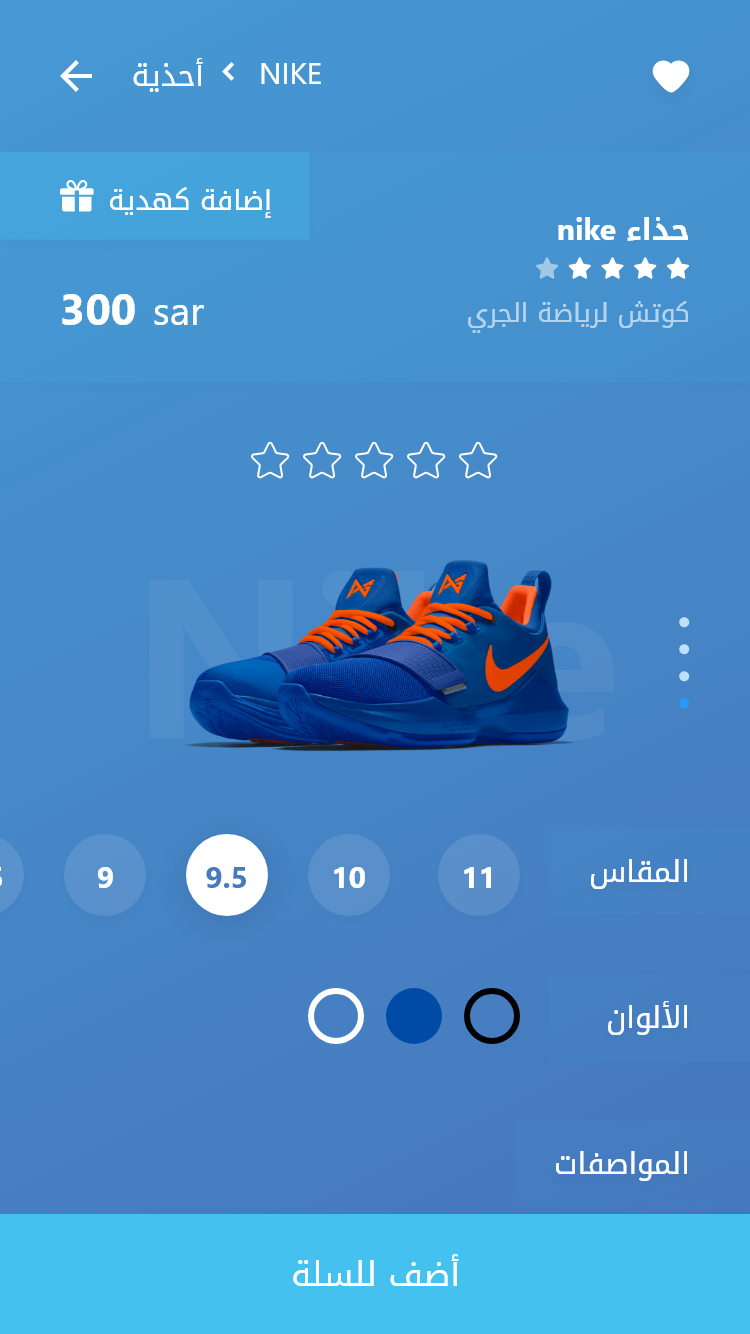 NIKE
أحذية
إضافة كهدية
حذاء nike
كوتش لرياضة الجري
300 sar
Nike
المقاس
11
10
9.5
9
الألوان
المواصفات
أضف للسلة